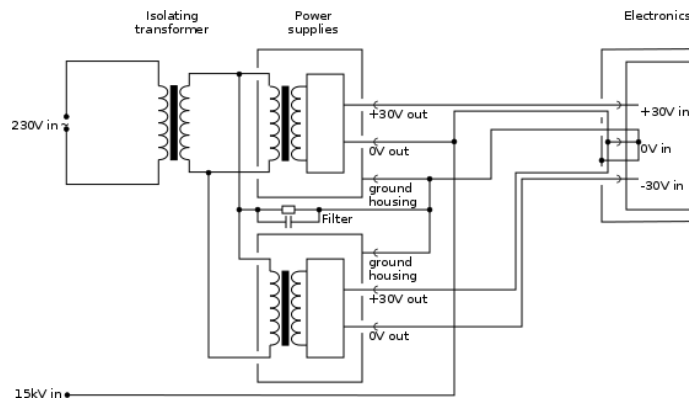 Isolating
transformer
Power
supplies
Electronics
230V in ~
+30V out
+30V in
0V out
0V in
ground
housing
-30V in
Filter
ground
housing
+30V out
0V out
15kV in